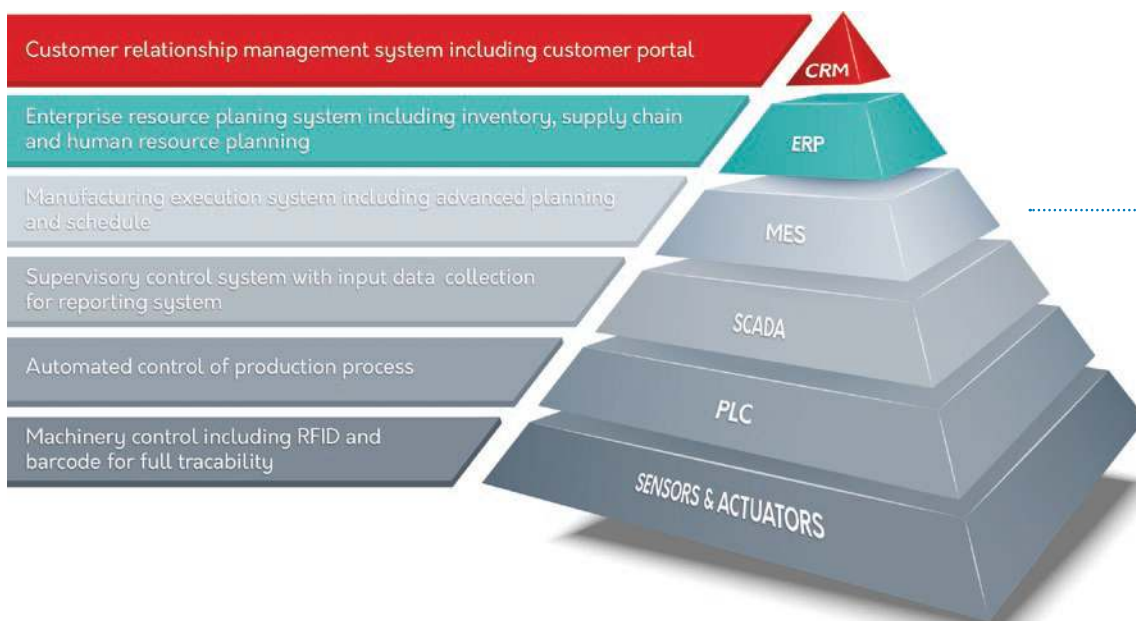 Customer relationship management system including customer portal
CRM
Enterprise resource planing system including inventory, supply chain
and human resource planning
ERP
Manufacturing execution system including advanced planning
and schedule
MES
Supervisory control system with input data collection
for reporting system
SCADA
Automated control of production process
PLC
Machinery control including RFID and
barcode for full tracability
SENSORS & ACTUATORS